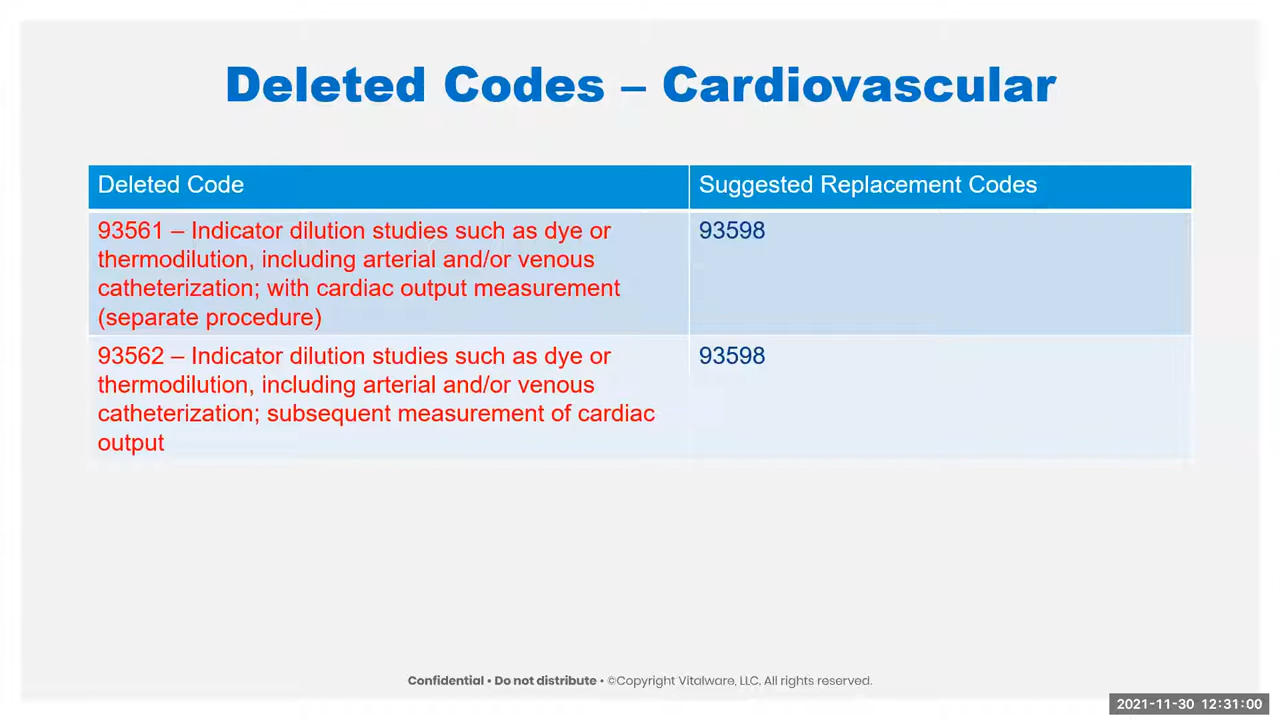 Deleted Codes – Cardiovascular
Deleted Code
Suggested Replacement Codes
93561 – Indicator dilution studies such as dye or
thermodilution, including arterial and/or venous
catheterization; with cardiac output measurement
(separate procedure)
93598
93562 – Indicator dilution studies such as dye or
thermodilution, including arterial and/or venous
catheterization; subsequent measurement of cardiac
output
93598
Confidential • Do not distribute • ©Copyright Vitalware, LLC. All rights reserved.
2021-11-30 12:31:00